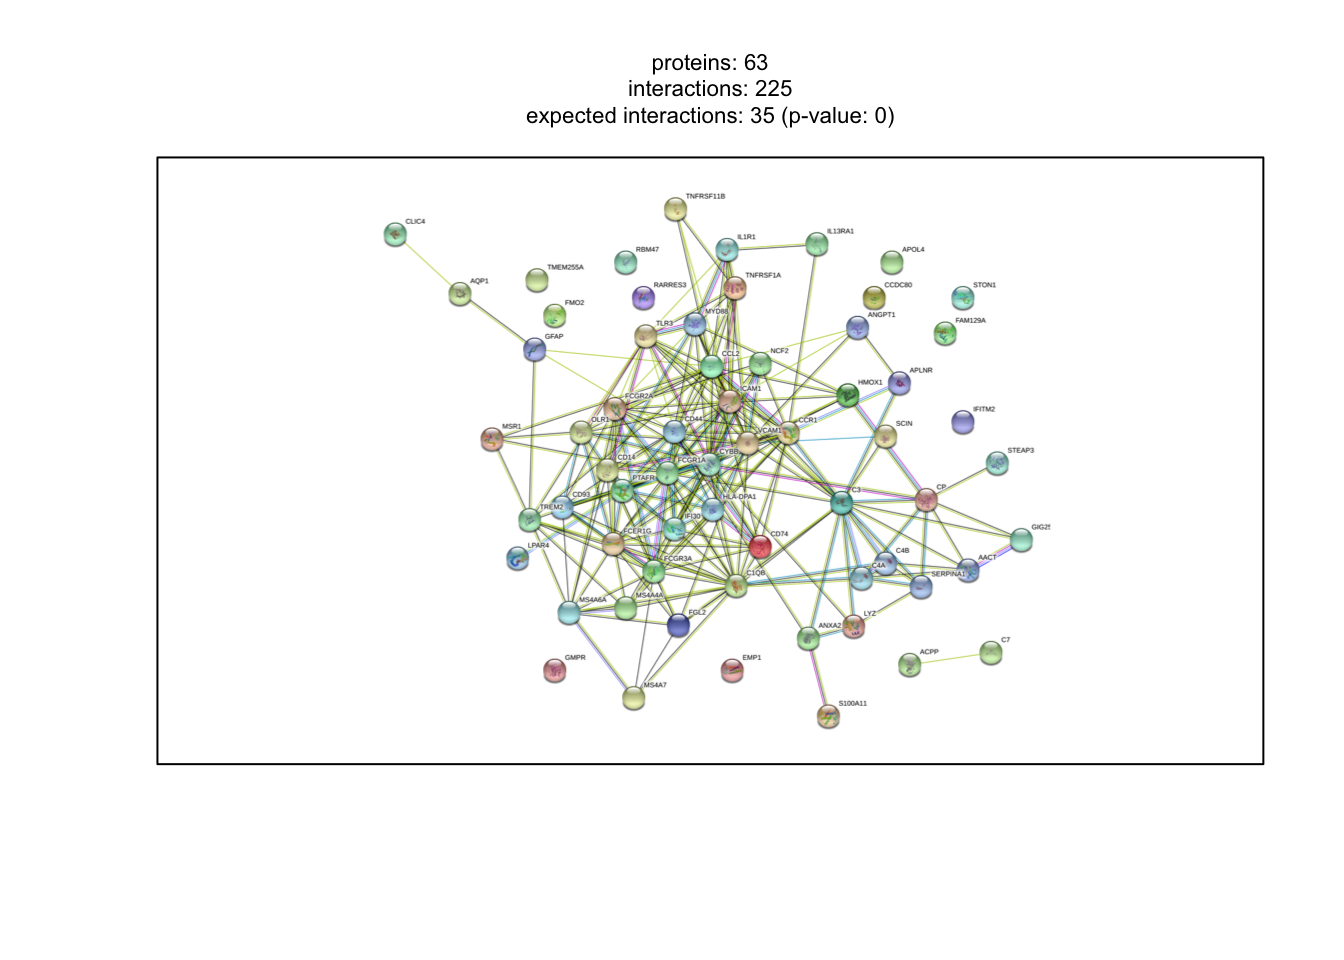 proteins: 63
interactions: 225
expected interactions: 35 (p-value: 0)
TNFRSF11B
CLIC4
IL1R1
IL13RA1
RBM47
APOL4
TMEM255A
AQP1
TNFRSF1A
RARRES3
CCDC80
STON1
FMO2
MYD88
ANGPT1
FAM129A
TLR3
GFAP
CCL2
NCF2
APLNR
HMOX1
FCGR2A
ICAM1
IFITM2
OLR1
CD44
VCAM1
CCR1
SCIN
MSR1
STEAP3
CD14
FCGR1A
CYBB
PTAFR
C3
CP
CD93
HLA-DPA1
TREM2
IFI30
GIG25
FCER1G
CD74
LPAR4
C4B
FCGR3A
AACT
C4A
C1QB
SERPINA1
MS4A6A
MS4A4A
FGL2
LYZ
ANXA2
C7
ACPP
GMPR
EMP1
MS4A7
S100A11